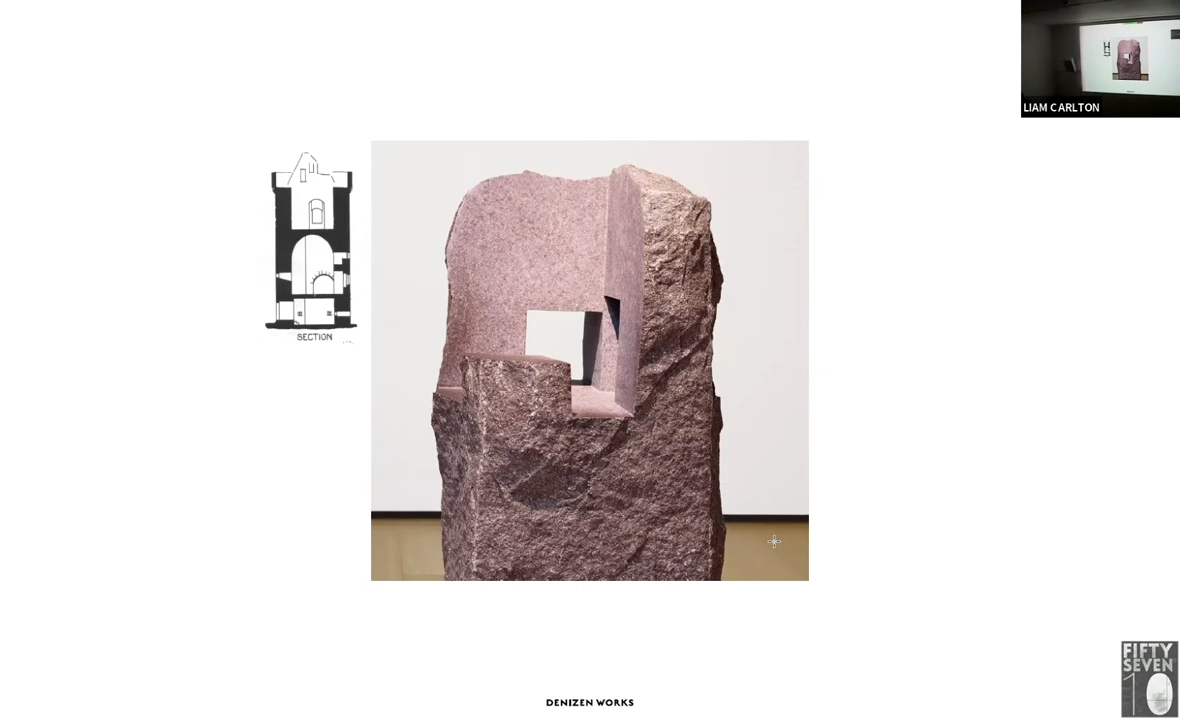 LIAM CARLTON
SECTION
DENIZEN WORKS
FIFTY
SEVEN
10